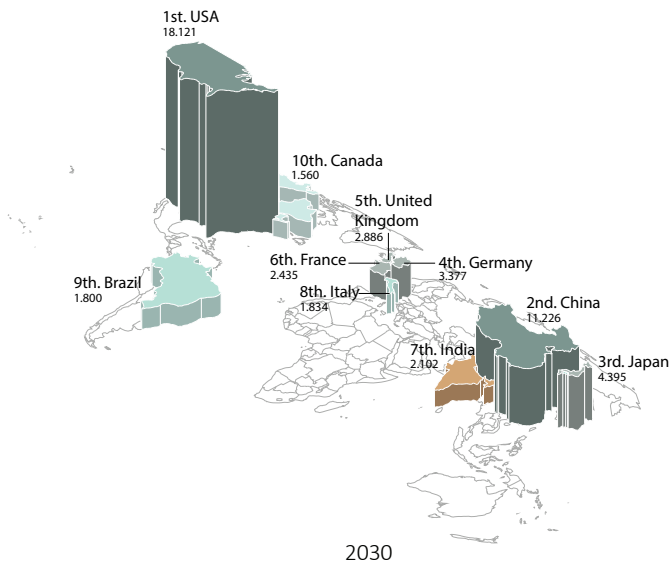 1st. USA
18.121
10th. Canada
1.560
5th. United
Kingdom
2.886
6th. France
2.435
4th. Germany
3.377
9th. Brazil
1.800
8th. Italy
1.834
2nd. China
11.226
7th. India
2.102
3rd. Japan
4.395
2030